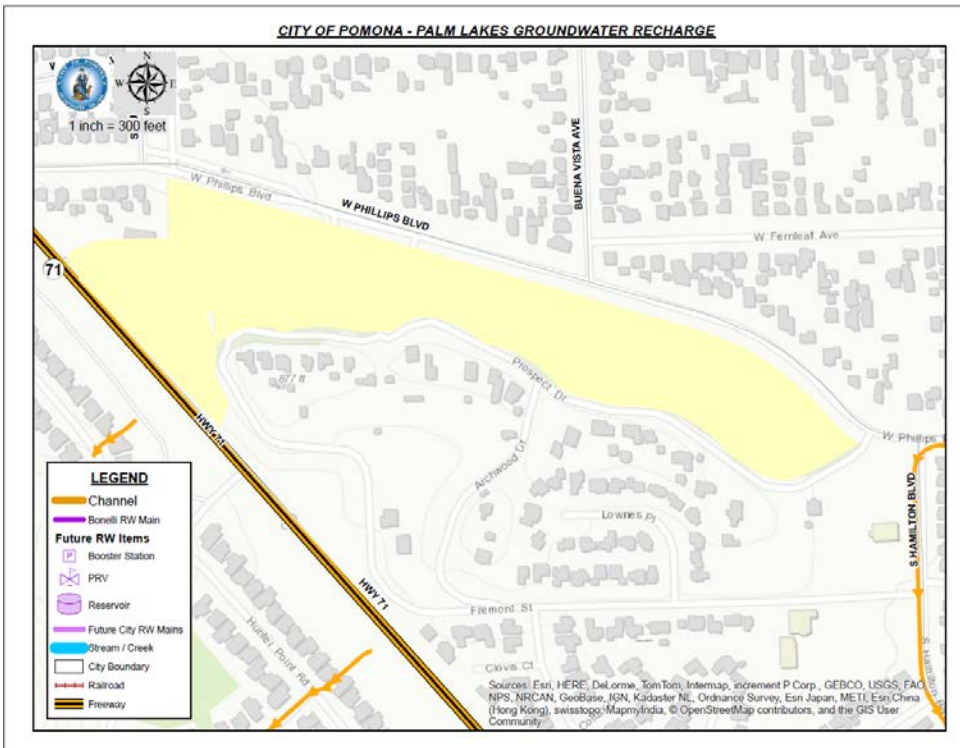 CITY OF POMONA - PALM LAKES GROUNDWATER RECHARGE
N
W
E
S
1 inch = 300 feet
W Phillips Blvd
W PHILLIPS BLVD
BUENA VISTA AVE
W Fernleaf Ave
71
877 ft
Prospect Dr
Archwood Ct
HWY 71
W Phillips
S HAMILTON BLVD
Lownes Pl
HWY 71
Fremont St
Hunter Point Rd
Clovis Ct
S Hamilton
LEGEND
Channel
Bonelli RW Main
Future RW Items
P
Booster Station
PRV
Reservoir
Future City RW Mains
Stream / Creek
City Boundary
Railroad
Freeway
Sources: Esri, HERE, DeLorme, TomTom, Intermap, increment P Corp., GEBCO, USGS, FAO,
NPS, NRCAN, GeoBase, IGN, Kadaster NL, Ordnance Survey, Esri Japan, METI, Esri China
(Hong Kong), swisstopo, MapmyIndia, © OpenStreetMap contributors, and the GIS User
Community